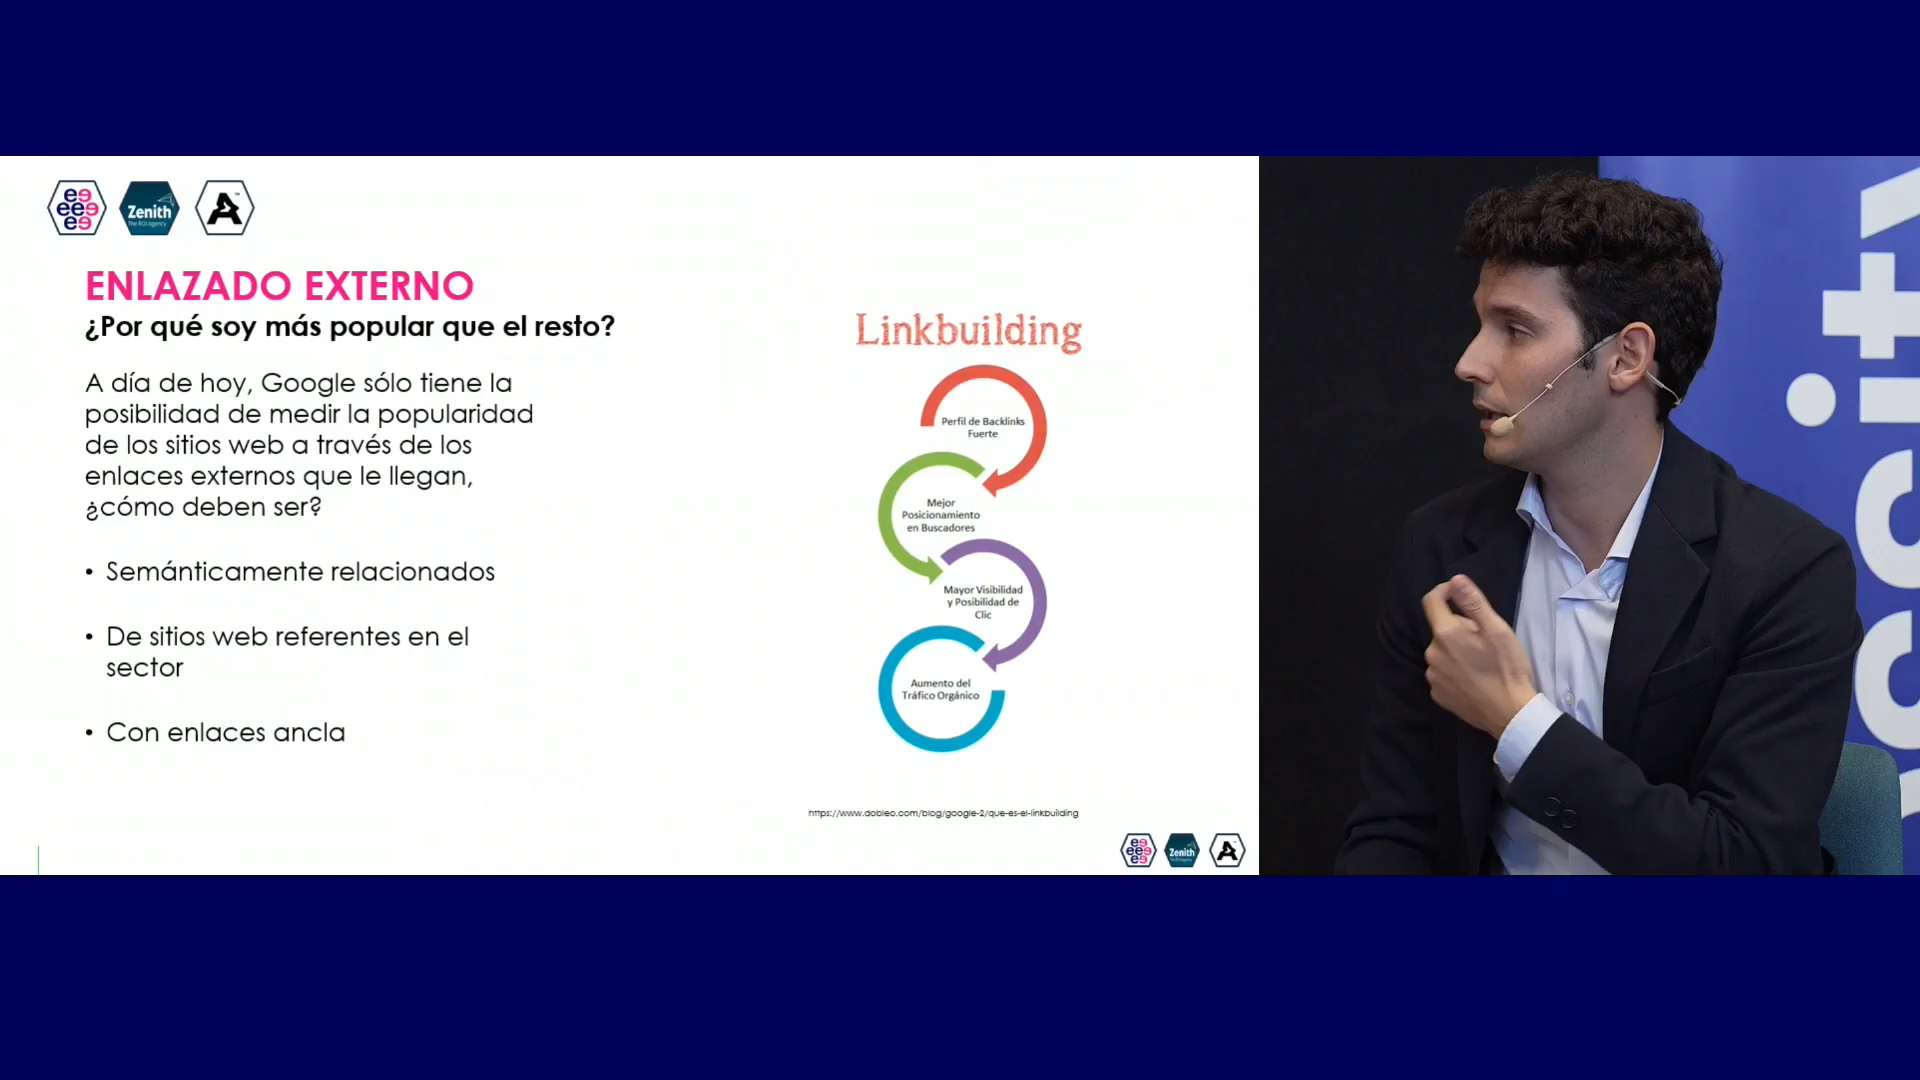 Zenith
The ROI Agency
ENLAZADO EXTERNO
¿Por qué soy más popular que el resto?
A día de hoy, Google sólo tiene la
posibilidad de medir la popularidad
de los sitios web a través de los
enlaces externos que le llegan,
¿cómo deben ser?
• Semánticamente relacionados
• De sitios web referentes en el
sector
• Con enlaces ancla
Linkbuilding
Perfil de Backlinks
Fuerte
Mejor
Posicionamiento
en Buscadores
Mayor Visibilidad
y Posibilidad de
Clic
Aumento del
Tráfico Orgánico
https://www.dobleo.com/blog/google-2/que-es-el-linkbuilding
Zenith